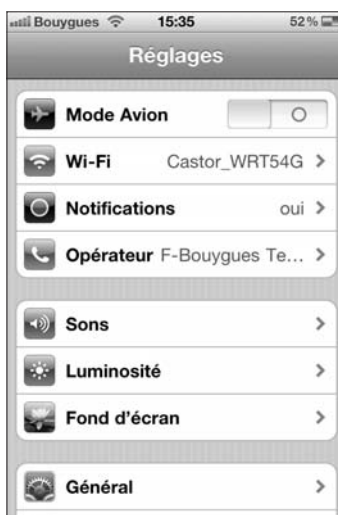 Bouygues 15:35 52 %
Réglages
Mode Avion
Wi-Fi Castor_WRT54G
Notifications oui
Opérateur F-Bouygues Te...
Sons
Luminosité
Fond d'écran
Général